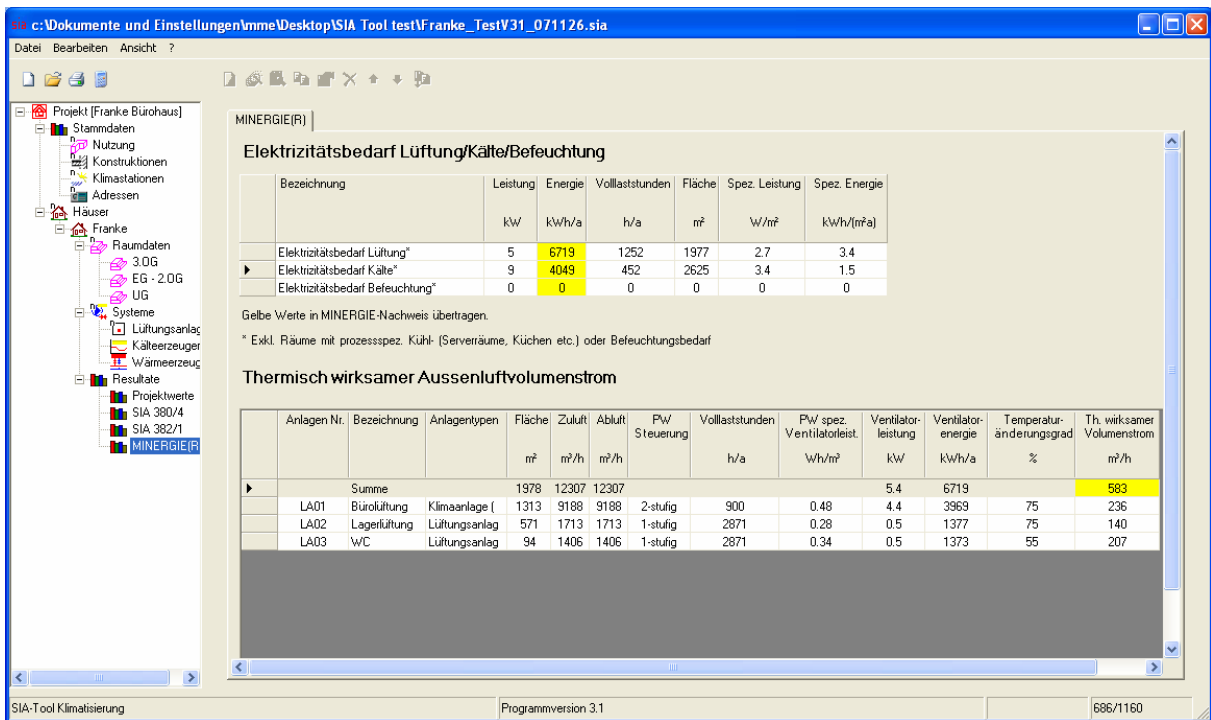 c:\Dokumente und Einstellungen\mme\Desktop\SIA Tool test\Franke_TestV31_071126.sia
Datei Bearbeiten Ansicht ?
Projekt [Franke Bürohaus]
Stammdaten
Nutzung
Konstruktionen
Klimastationen
Adressen
Häuser
Franke
Raumdaten
3.OG
EG - 2.OG
UG
Systeme
Lüftungsanlag
Kälteerzeuger
Wärmeerzeug
Resultate
Projektwerte
SIA 380/4
SIA 382/1
MINERGIE(R
MINERGIE(R)
Elektrizitätsbedarf Lüftung/Kälte/Befeuchtung
Bezeichnung Leistung Energie Volllaststunden Fläche Spez. Leistung Spez. Energie
kW kWh/a h/a m² W/m² kWh/(m²a)
Elektrizitätsbedarf Lüftung* 5 6719 1252 1977 2.7 3.4
Elektrizitätsbedarf Kälte* 9 4049 452 2625 3.4 1.5
Elektrizitätsbedarf Befeuchtung* 0 0 0 0 0 0
Gelbe Werte in MINERGIE-Nachweis übertragen.
* Exkl. Räume mit prozessspez. Kühl- (Serverräume, Küchen etc.) oder Befeuchtungsbedarf
Thermisch wirksamer Aussenluftvolumenstrom
Anlagen Nr. Bezeichnung Anlagentypen Fläche Zuluft Abluft PW Volllaststunden PW spez. Ventilator- Ventilator- Temperatur- Th. wirksamer
Steuerung Ventilatorleist. leistung energie änderungsgrad Volumenstrom
m² m³/h m³/h h/a Wh/m³ kW kWh/a % m³/h
Summe 1978 12307 12307 5.4 6719 583
LA01 Bürolüftung Klimaanlage ( 1313 9188 9188 2-stufig 900 0.48 4.4 3969 75 236
LA02 Lagerlüftung Lüftungsanlag 571 1713 1713 1-stufig 2871 0.28 0.5 1377 75 140
LA03 WC Lüftungsanlag 94 1406 1406 1-stufig 2871 0.34 0.5 1373 55 207
SIA-Tool Klimatisierung Programmversion 3.1 686/1160